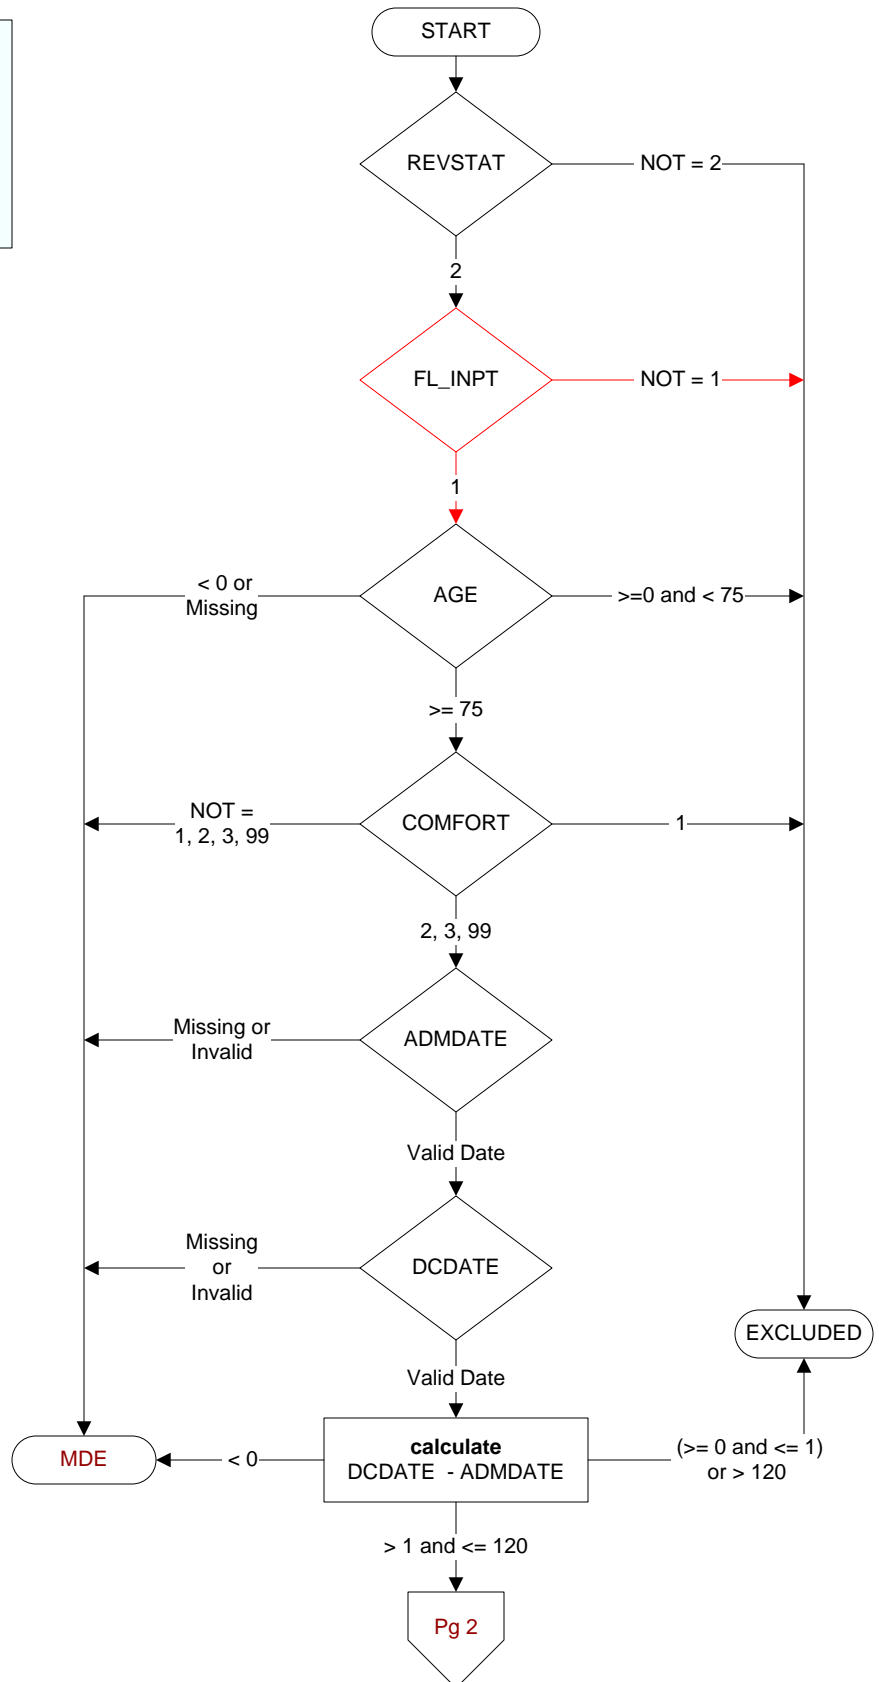 START
REVSTAT
NOT = 2
2
FL_INPT
NOT = 1
1
< 0 or
Missing
AGE
>=0 and < 75
>= 75
NOT =
1, 2, 3, 99
COMFORT
1
2, 3, 99
Missing or
Invalid
ADMDATE
Valid Date
Missing
or
Invalid
DCDATE
EXCLUDED
Valid Date
MDE
< 0
calculate
DCDATE - ADMDATE
(>= 0 and <= 1)
or > 120
> 1 and <= 120
Pg 2